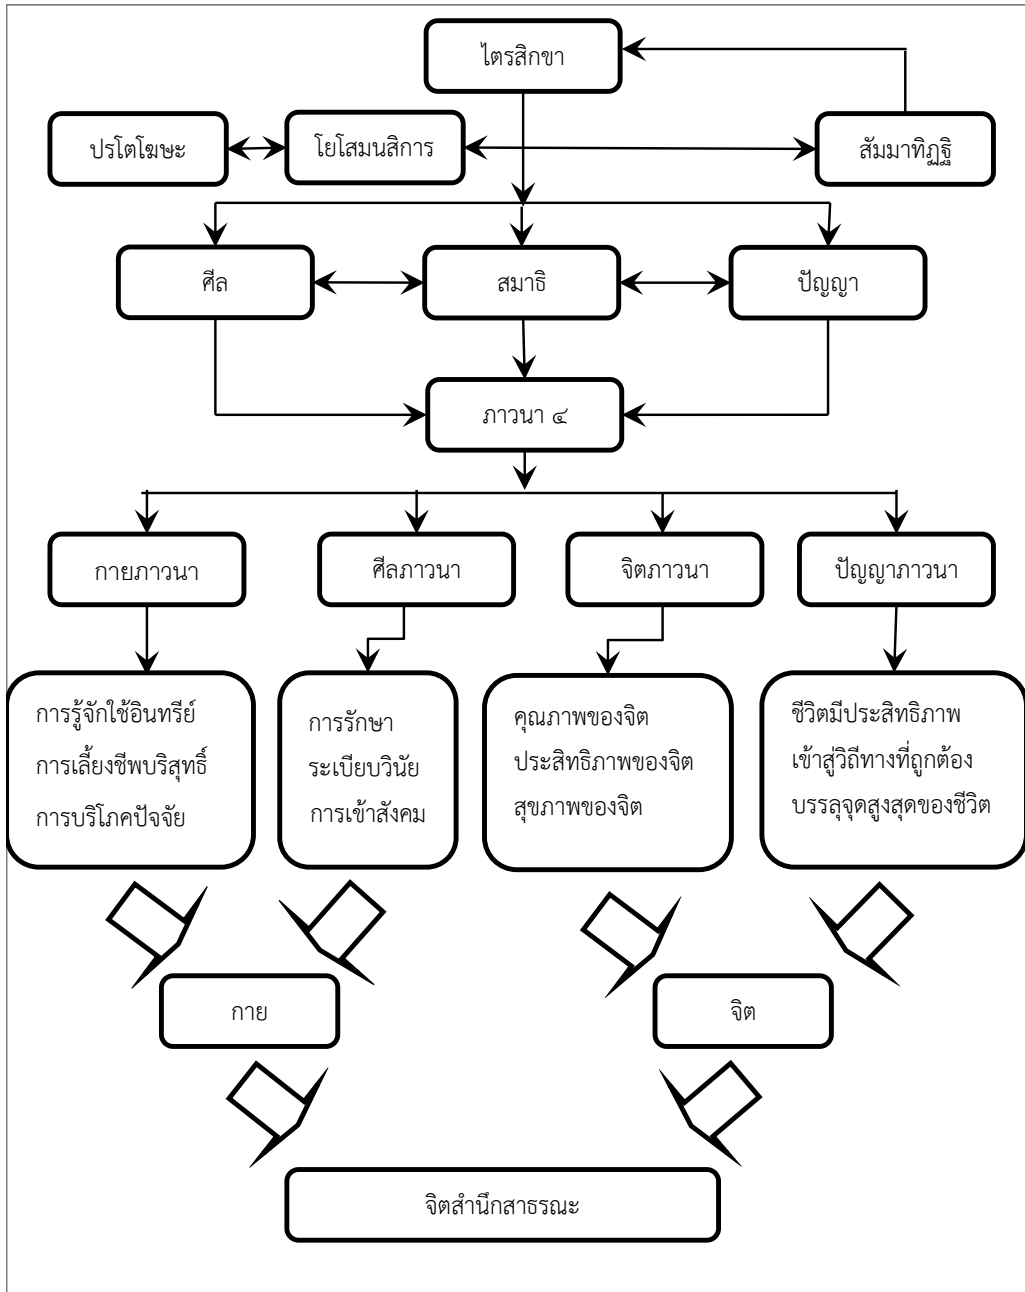 ไตรสิกขา
ปรโตโฆษะ
โยโสมนสิการ
สัมมาทิฏฐิ
ศีล
สมาธิ
ปัญญา
ภาวนา ๔
กายภาวนา
ศีลภาวนา
จิตภาวนา
ปัญญาภาวนา
การรู้จักใช้อินทรีย์
การเลี้ยงชีพบริสุทธิ์
การบริโภคปัจจัย
การรักษา
ระเบียบวินัย
การเข้าสังคม
คุณภาพของจิต
ประสิทธิภาพของจิต
สุขภาพของจิต
ชีวิตมีประสิทธิภาพ
เข้าสู่วิถีทางที่ถูกต้อง
บรรลุจุดสูงสุดของชีวิต
กาย
จิต
จิตสำนึกสาธรณะ